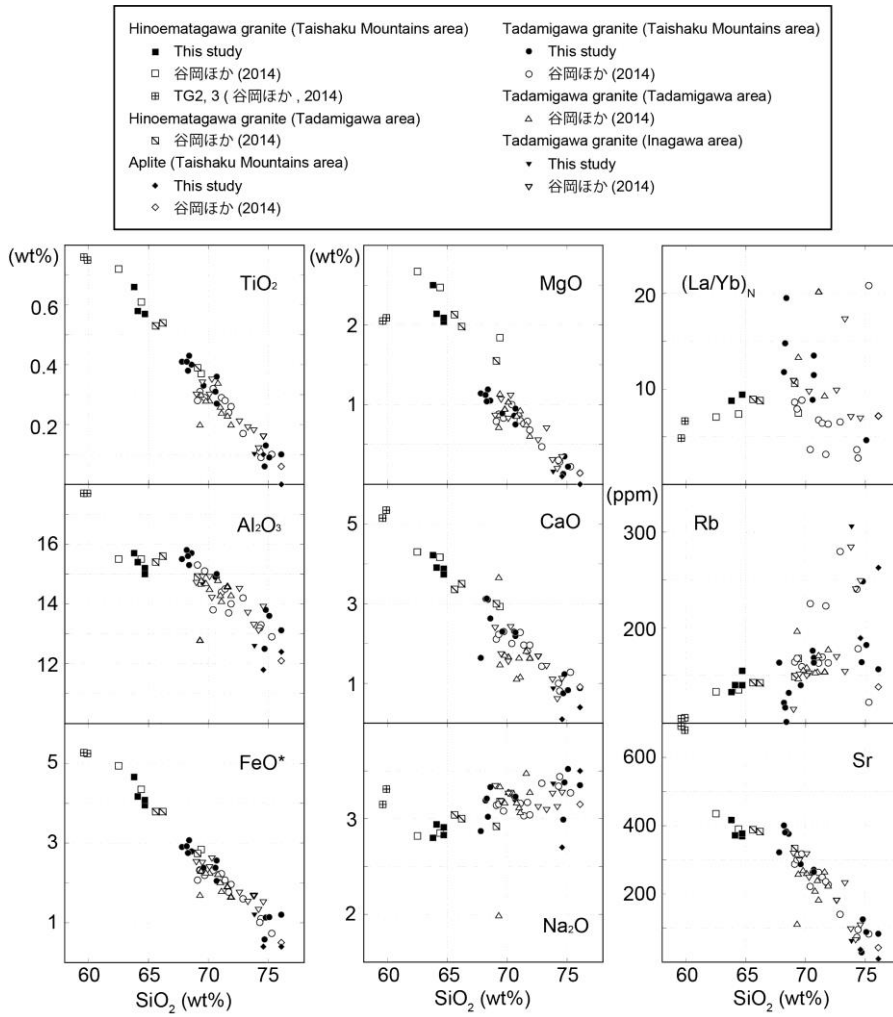 Hinoematagawa granite (Taishaku Mountains area)
This study
谷岡ほか (2014)
TG2, 3 ( 谷岡ほか , 2014)
Hinoematagawa granite (Tadamigawa area)
谷岡ほか (2014)
Aplite (Taishaku Mountains area)
This study
谷岡ほか (2014)
Tadamigawa granite (Taishaku Mountains area)
This study
谷岡ほか (2014)
Tadamigawa granite (Tadamigawa area)
谷岡ほか (2014)
Tadamigawa granite (Inagawa area)
This study
谷岡ほか (2014)
(wt%)
TiO2
0.6
0.4
0.2
(wt%)
MgO
2
1
(La/Yb)N
20
10
Al2O3
16
14
12
CaO
5
3
1
(ppm)
Rb
300
200
FeO*
5
3
1
Na2O
3
2
Sr
600
400
200
60 65 70 75
SiO2 (wt%)
60 65 70 75
SiO2 (wt%)
60 65 70 75
SiO2 (wt%)